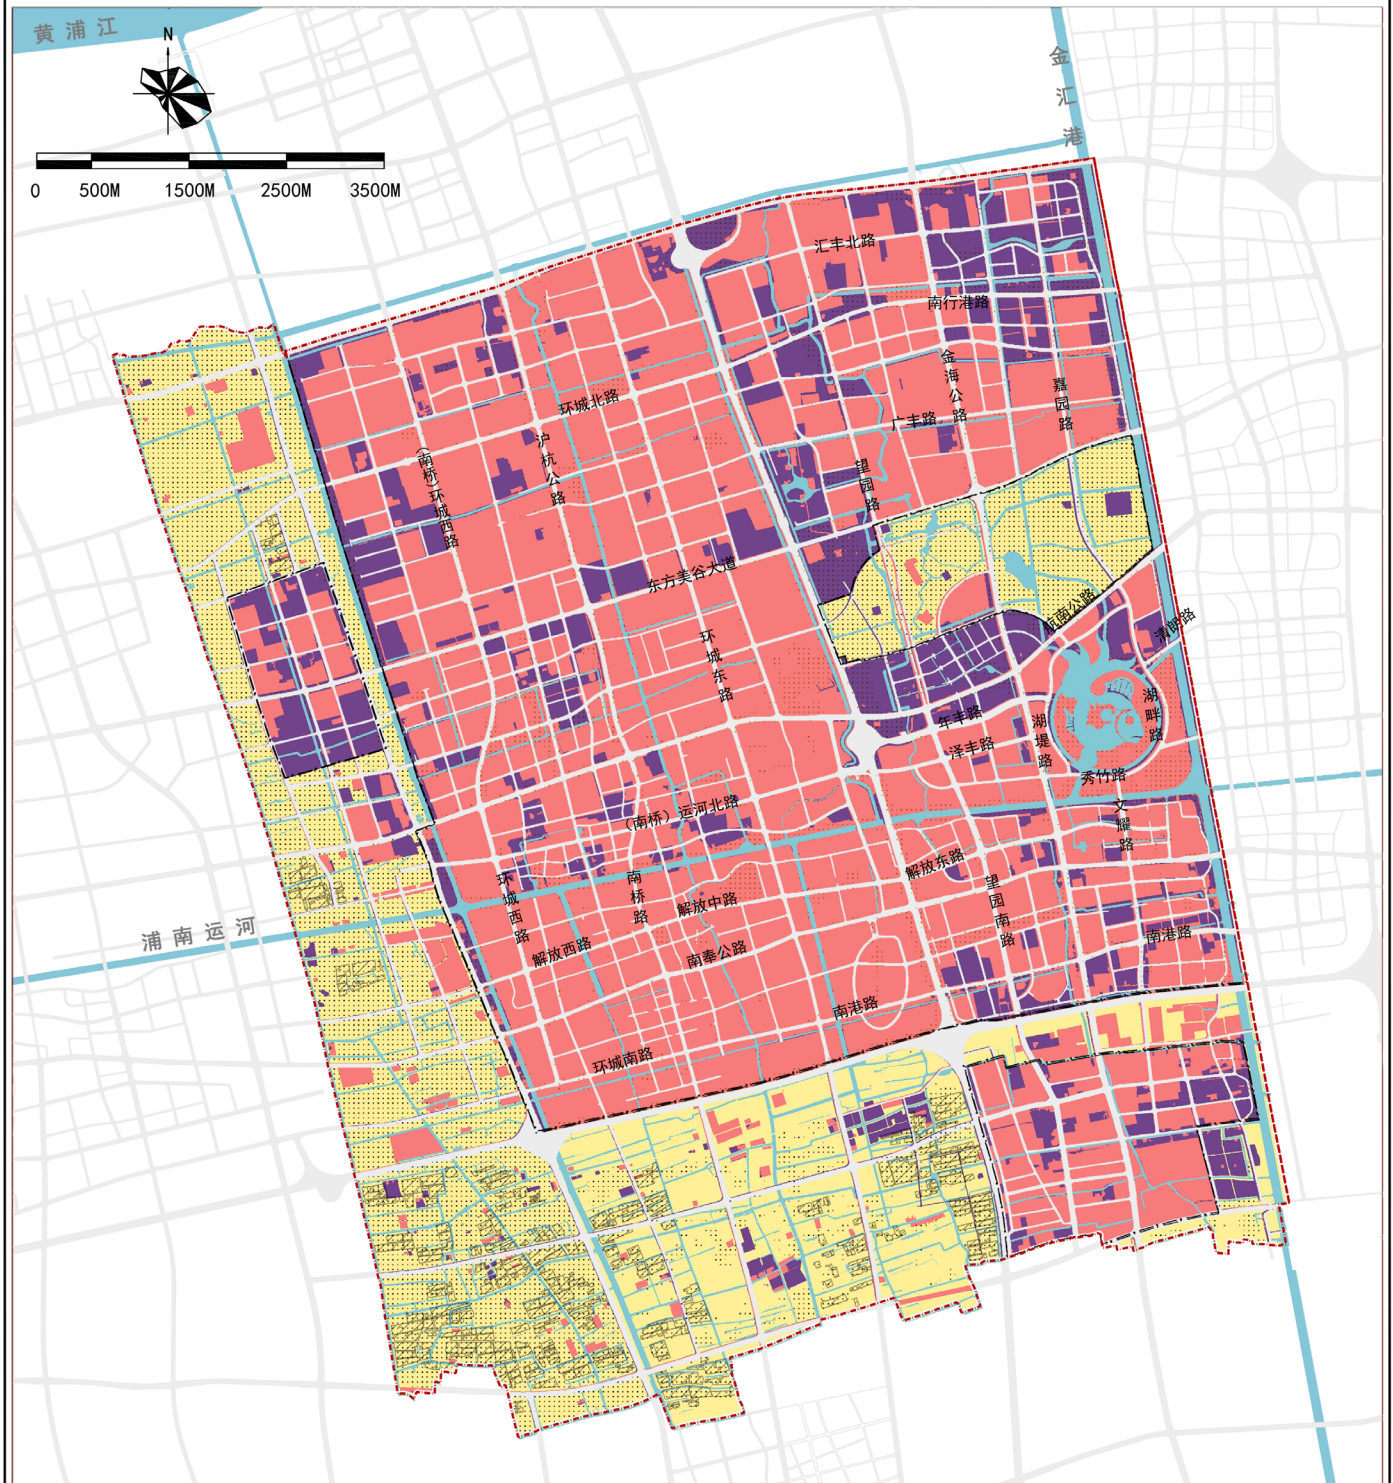 黄浦江
N
金汇港
0 500M 1500M 2500M 3500M
汇丰北路
南行港路
金海公路
嘉园路
环城北路
广丰路
沪杭公路
(南桥)环城西路
望园路
东方美谷大道
航南公路
清朗路
环城东路
湖畔路
年丰路
湖堤路
泽丰路
秀竹路
(南桥)运河北路
文耀路
解放东路
环城西路
南桥路
望园南路
解放中路
浦南运河
解放西路
南奉公路
南港路
南港路
环城南路